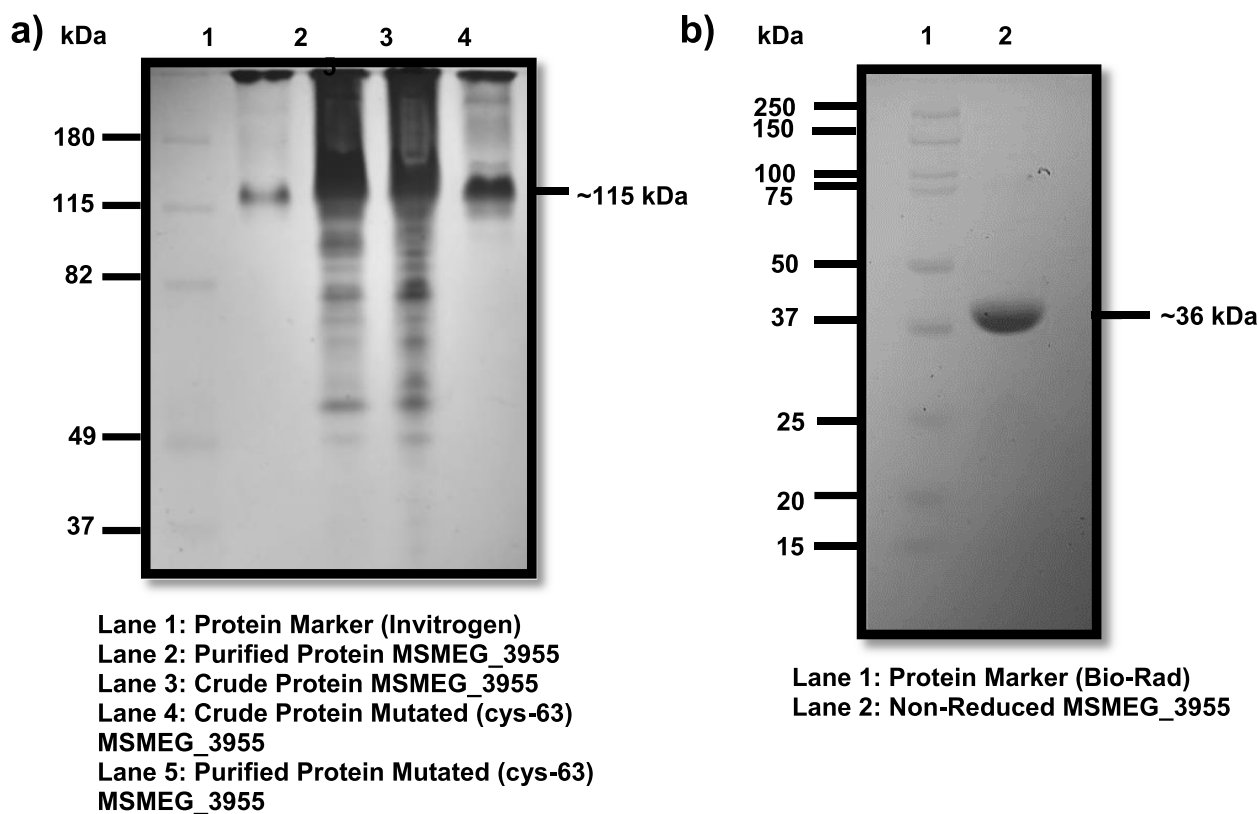 a) kDa 1 2 3 4
5
180
115
~115 kDa
82
49
37
Lane 1: Protein Marker (Invitrogen)
Lane 2: Purified Protein MSMEG_3955
Lane 3: Crude Protein MSMEG_3955
Lane 4: Crude Protein Mutated (cys-63)
MSMEG_3955
Lane 5: Purified Protein Mutated (cys-63)
MSMEG_3955
b) kDa 1 2
250
150
100
75
50
37
~36 kDa
25
20
15
Lane 1: Protein Marker (Bio-Rad)
Lane 2: Non-Reduced MSMEG_3955